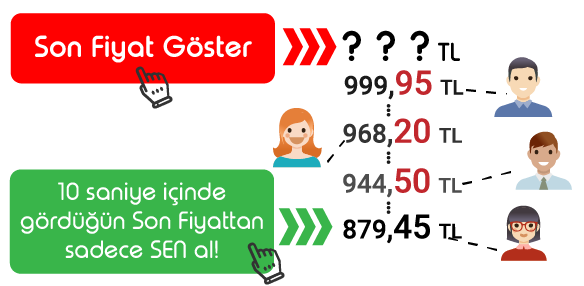 Son Fiyat Göster
? ? ? TL
999,95 TL
968,20 TL
944,50 TL
10 saniye içinde
gördüğün Son Fiyattan
sadece SEN al!
879,45 TL